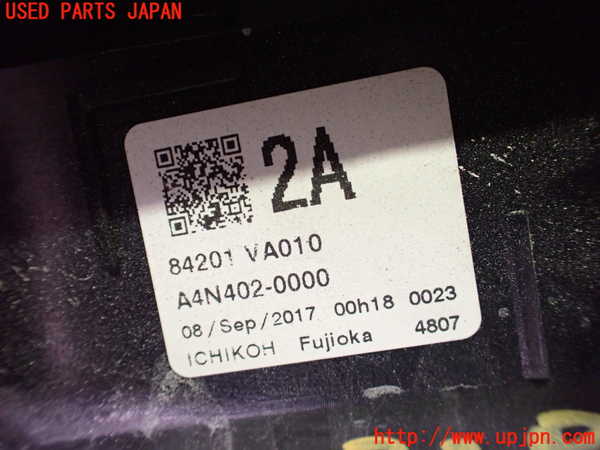 USED PARTS JAPAN
2A
84201 VA010
A4N402-0000
08/Sep/2017 00h18 0023
ICHIKOH Fujioka 4807
http://www.upjpn.com/